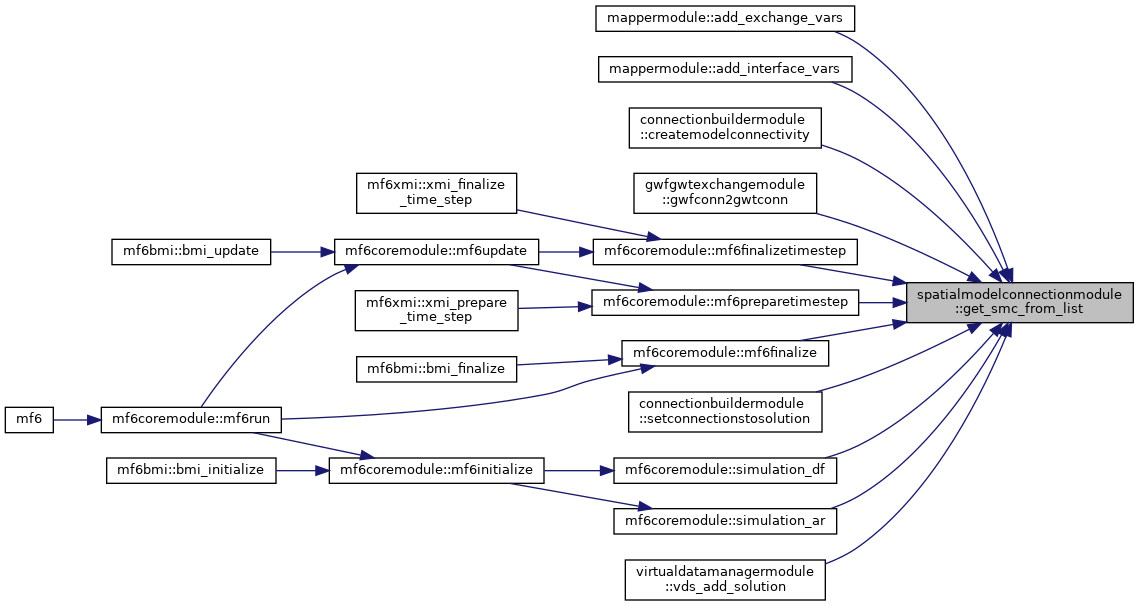 mappermodule::add_exchange_vars
mappermodule::add_interface_vars
connectionbuildermodule
::createmodelconnectivity
mf6xmi::xmi_finalize
_time_step
gwfgwtexchangemodule
::gwfconn2gwtconn
mf6bmi::bmi_update
mf6coremodule::mf6update
mf6coremodule::mf6finalizetimestep
spatialmodelconnectionmodule
::get_smc_from_list
mf6xmi::xmi_prepare
_time_step
mf6coremodule::mf6preparetimestep
mf6bmi::bmi_finalize
mf6coremodule::mf6finalize
mf6
mf6coremodule::mf6run
connectionbuildermodule
::setconnectionstosolution
mf6bmi::bmi_initialize
mf6coremodule::mf6initialize
mf6coremodule::simulation_df
mf6coremodule::simulation_ar
virtualdatamanagermodule
::vds_add_solution